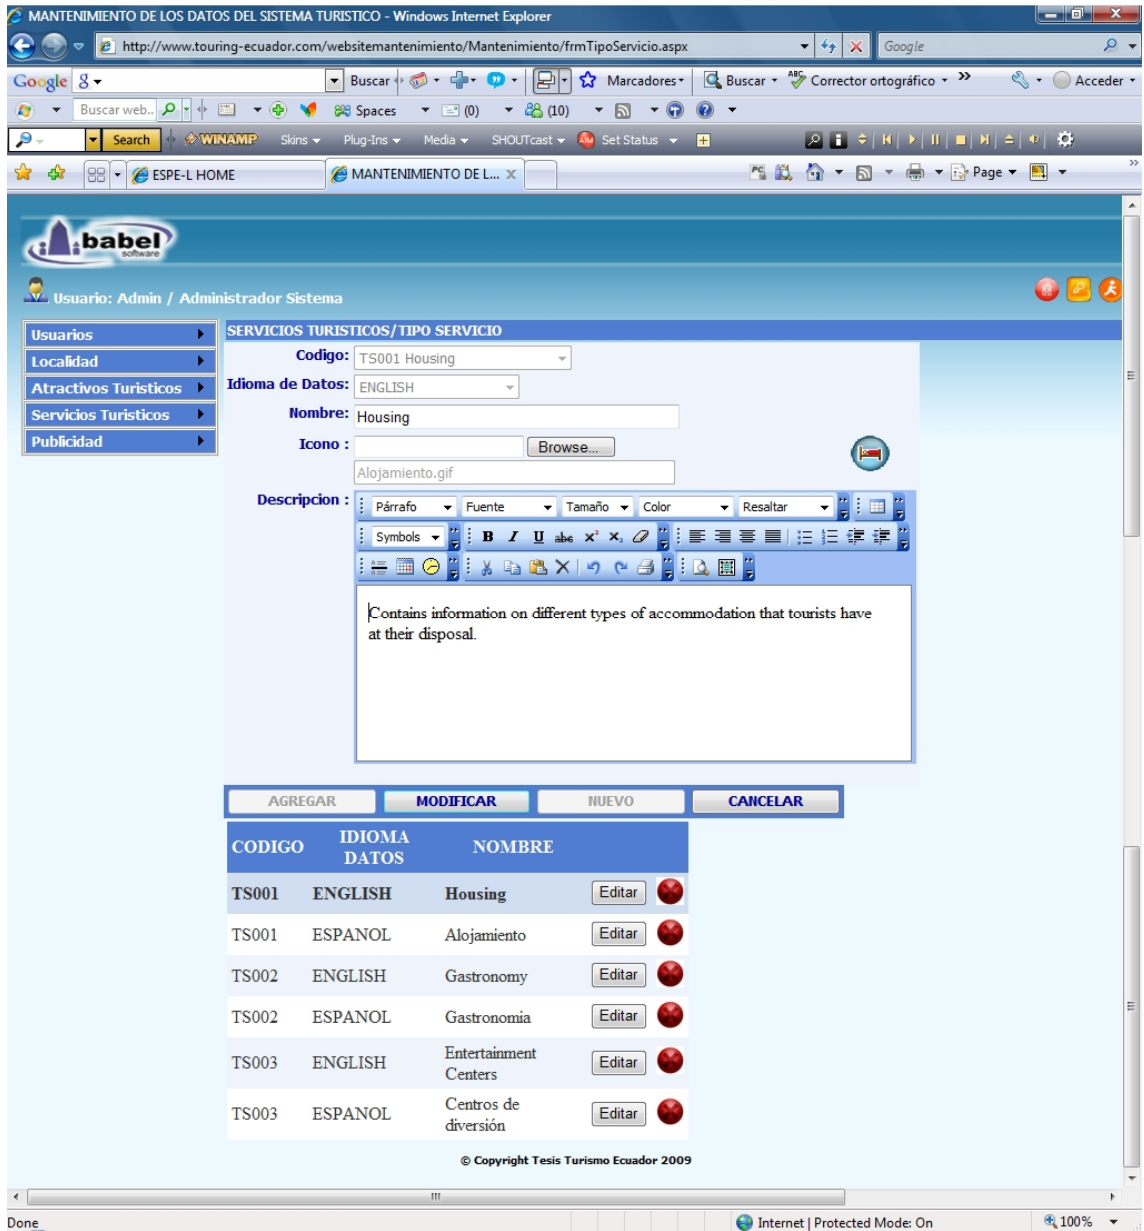 MANTENIMIENTO DE LOS DATOS DEL SISTEMA TURISTICO - Windows Internet Explorer
http://www.touring-ecuador.com/websitemantenimiento/Mantenimiento/frmTipoServicio.aspx Google
Google g Buscar Marcadores Buscar ABC Corrector ortográfico » Acceder
Buscar web.. Spaces (0) (10)
Search WINAMP Skins Plug-Ins Media SHOUTcast Set Status
ESPE-L HOME MANTENIMIENTO DE L... X Page »
babel
software
Usuario: Admin / Administrador Sistema
Usuarios
Localidad
Atractivos Turisticos
Servicios Turisticos
Publicidad
SERVICIOS TURISTICOS/TIPO SERVICIO
Codigo: TS001 Housing
Idioma de Datos: ENGLISH
Nombre: Housing
Icono : Browse...
Alojamiento.gif
Descripcion : Párrafo Fuente Tamaño Color Resaltar
Symbols B I U abc x² x₂
Contains information on different types of accommodation that tourists have
at their disposal.
AGREGAR MODIFICAR NUEVO CANCELAR
CODIGO IDIOMA DATOS NOMBRE
TS001 ENGLISH Housing Editar
TS001 ESPANOL Alojamiento Editar
TS002 ENGLISH Gastronomy Editar
TS002 ESPANOL Gastronomia Editar
TS003 ENGLISH Entertainment Centers Editar
TS003 ESPANOL Centros de diversión Editar
© Copyright Tesis Turismo Ecuador 2009
Done Internet | Protected Mode: On 100%